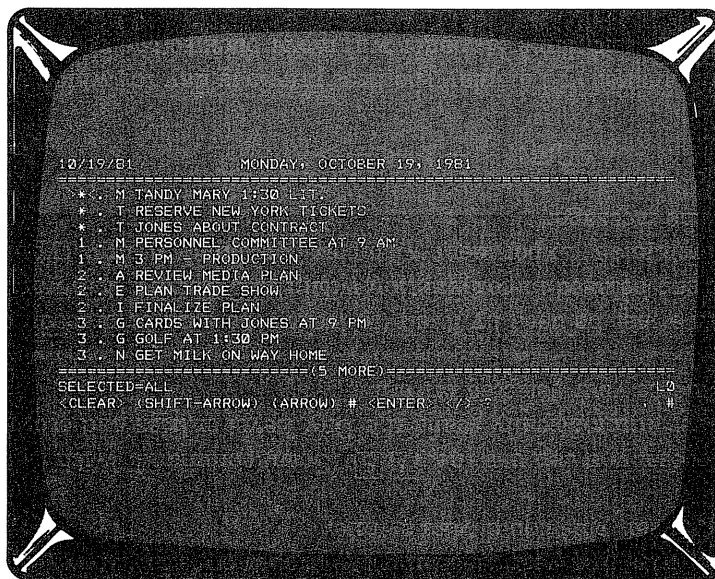 10/19/81 MONDAY, OCTOBER 19, 1981
==========================================================
>*<. M TANDY MARY 1:30 LIT.
* . T RESERVE NEW YORK TICKETS
* . T JONES ABOUT CONTRACT
1 . M PERSONNEL COMMITTEE AT 9 AM
1 . M 3 PM - PRODUCTION
2 . A REVIEW MEDIA PLAN
2 . E PLAN TRADE SHOW
2 . I FINALIZE PLAN
3 . G CARDS WITH JONES AT 9 PM
3 . G GOLF AT 1:30 PM
3 . N GET MILK ON WAY HOME
========================(5 MORE)===========================
SELECTED=ALL L0
<CLEAR> (SHIFT-ARROW) (ARROW) # <ENTER> </> ? . #